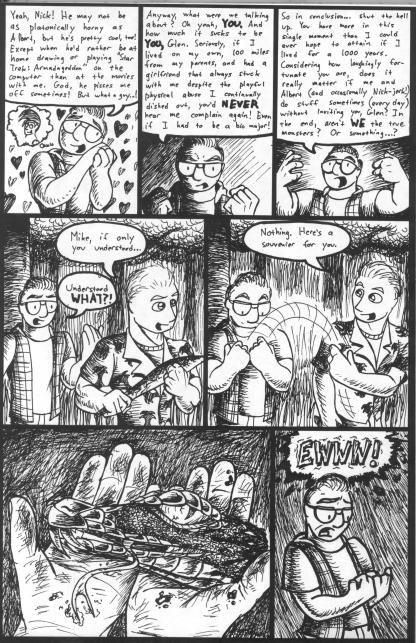 Yeah, Nick! He may not be
as platonically horny as
Albert, but he's pretty cool, too!
Except when he'd rather be at
home drawing or playing Star
Trek: Armadageddon™ on the
computer than at the movies
with me. God, he pisses me
off sometimes! But what a guy...!
Anyway, what were we talking
about? Oh yeah, YOU, And
how much it sucks to be
YOU, Glen. Seriously, if I
lived on my own, 100 miles
from my parents, and had a
girlfriend that always stuck
with me despite the playful
physical abuse I continually
dished out, you'd NEVER
hear me complain again! Even
if I had to be a bio major!
So in conclusion... shut the hell
up. You have more in this
single moment than I could
ever hope to attain if I
lived for a 1000 years.
Considering how laughingly for-
tunate you are, does it
really matter if me and
Albert (and occasionally Nick-jerk!)
do stuff sometimes (every day)
without inviting you, Glen? In
the end, aren't WE the true
monsters? Or something...?
Mike, if only
you understood...
Understood
WHAT?!
Nothing. Here's a
souvenier for you.
EWWW!